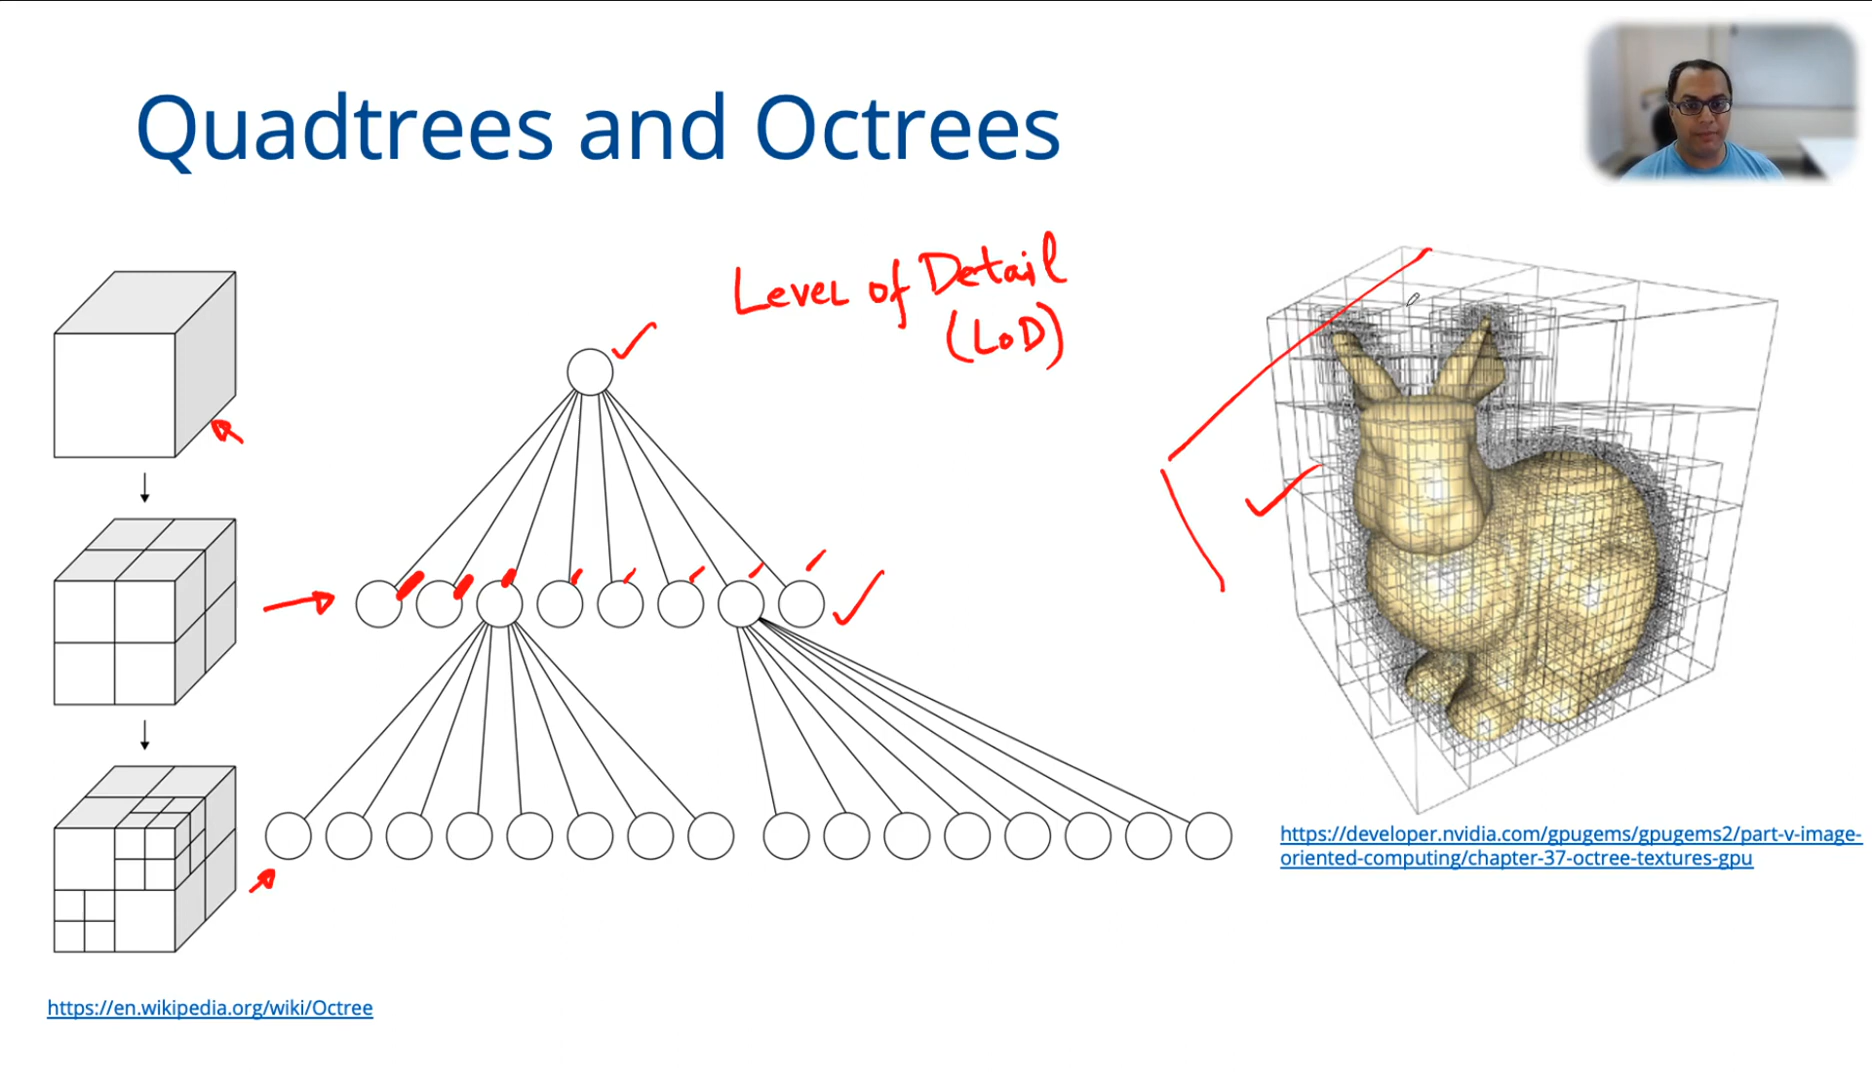 Quadtrees and Octrees
Level of Detail
(LoD)
https://developer.nvidia.com/gpugems/gpugems2/part-v-image-
oriented-computing/chapter-37-octree-textures-gpu
https://en.wikipedia.org/wiki/Octree